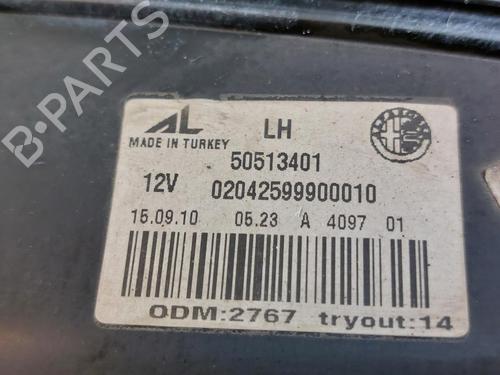 B-PARTS
AL LH
MADE IN TURKEY 50513401
12V 02042599900010
15.09.10 05.23 A 4097 01
ODM:2767 tryout:14